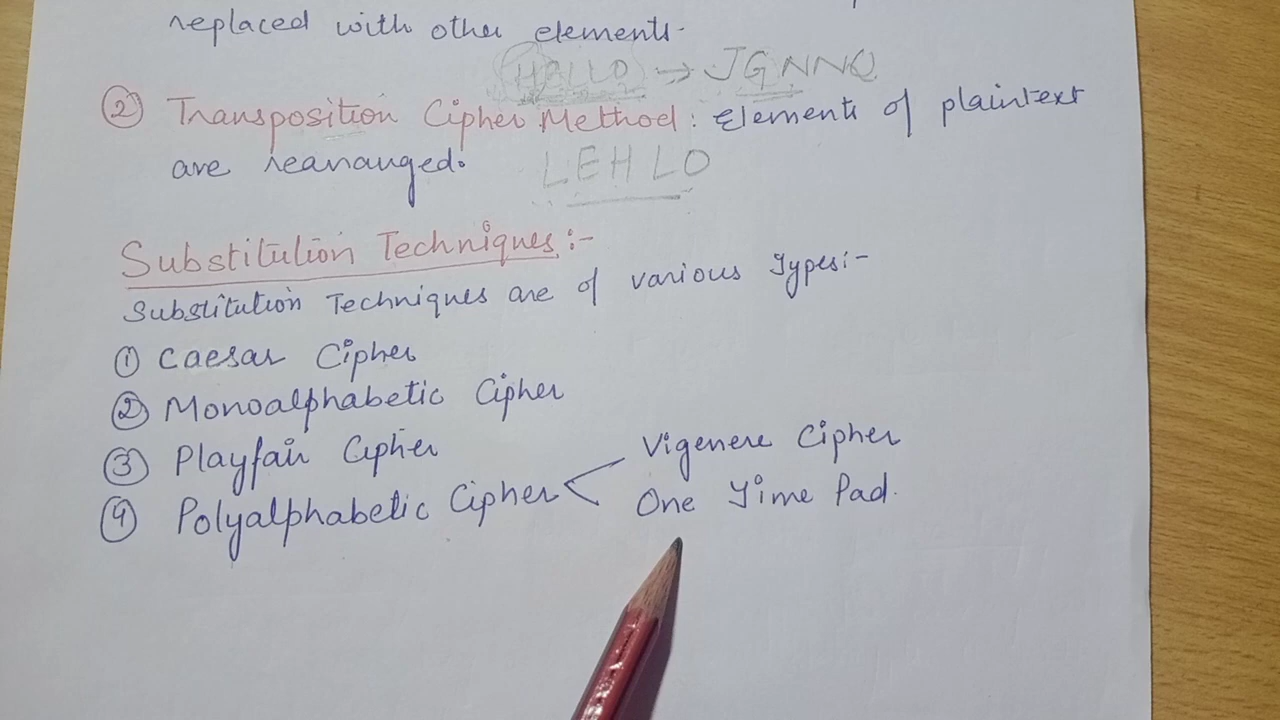 replaced with other elements.
HELLO → JGNNQ
② Transposition Cipher Method: Elements of plaintext
are rearranged.
LEHLO
Substitution Techniques:-
Substitution Techniques are of various Types:-
① Caesar Cipher
② Monoalphabetic Cipher
③ Playfair Cipher
④ Polyalphabetic Cipher < Vigenere Cipher
One Time Pad.